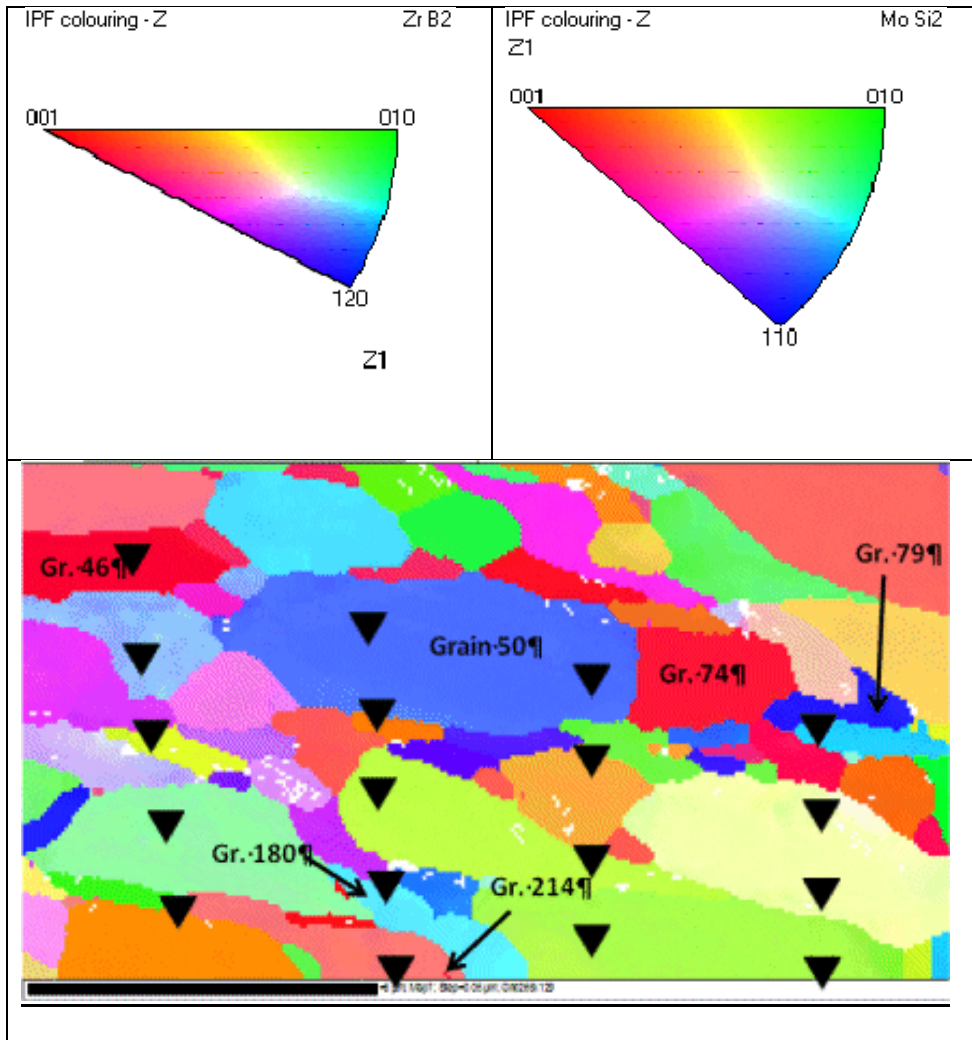 IPF colouring - Z
Zr B2
001
010
120
Z1
IPF colouring - Z
Mo Si2
Z1
001
010
110
Gr.·46¶
Gr.·79¶
Grain·50¶
Gr.·74¶
Gr.·180¶
Gr.·214¶